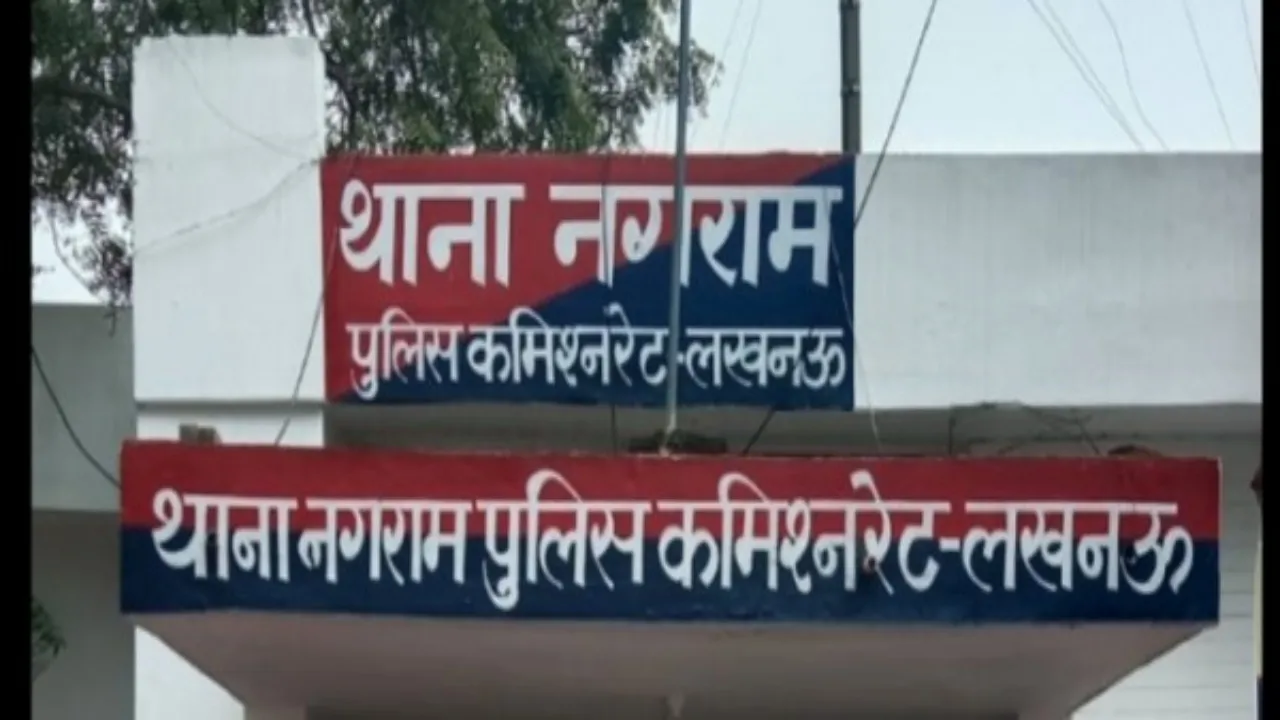 थाना नगराम
पुलिस कमिश्नरेट-लखनऊ
थाना नगराम पुलिस कमिश्नरेट-लखनऊ